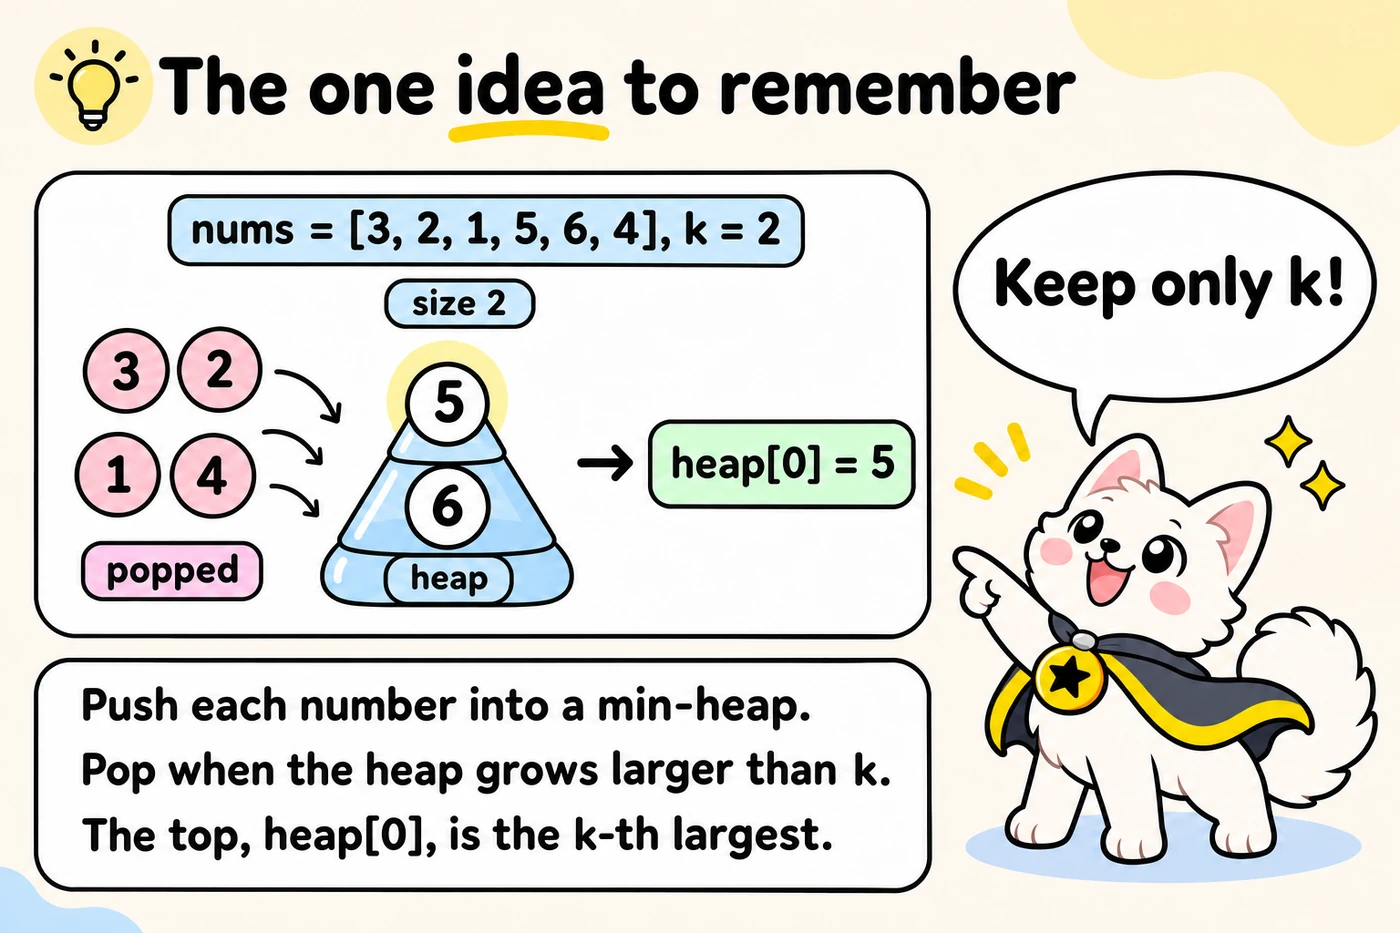 The one idea to remember
nums = [3, 2, 1, 5, 6, 4], k = 2
size 2
3 2
1 4
popped
5
6
heap
→ heap[0] = 5
Keep only k!
Push each number into a min-heap.
Pop when the heap grows larger than k.
The top, heap[0], is the k-th largest.